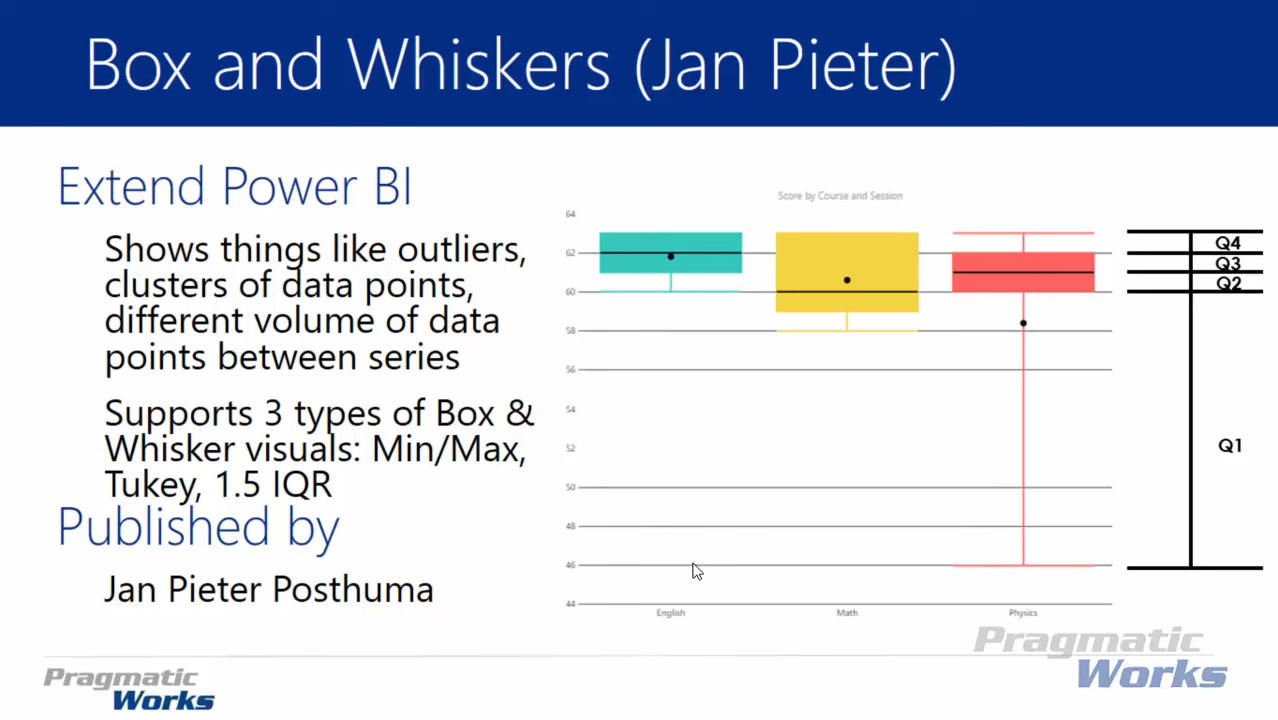 Box and Whiskers (Jan Pieter)
Extend Power BI
Shows things like outliers,
clusters of data points,
different volume of data
points between series
Supports 3 types of Box &
Whisker visuals: Min/Max,
Tukey, 1.5 IQR
Published by
Jan Pieter Posthuma
Score by Course and Session
64
62
60
58
56
54
52
50
48
46
44
English Math Physics
Q4
Q3
Q2
Q1
Pragmatic
Works
Pragmatic
Works